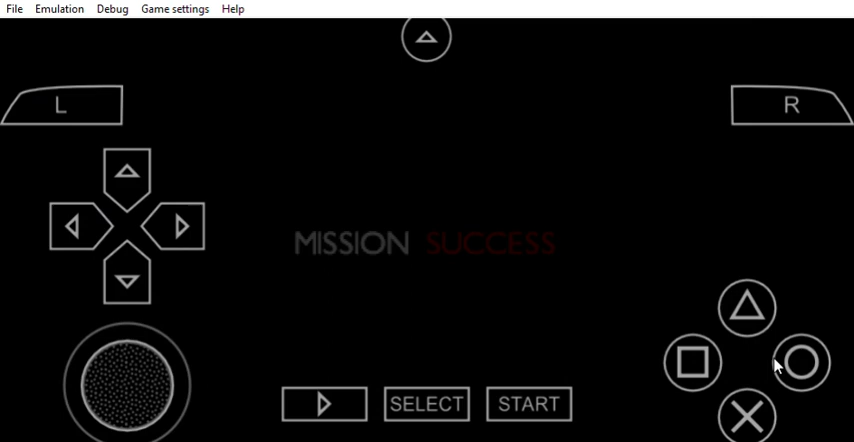 File Emulation Debug Game settings Help
L R
MISSION SUCCESS
SELECT START